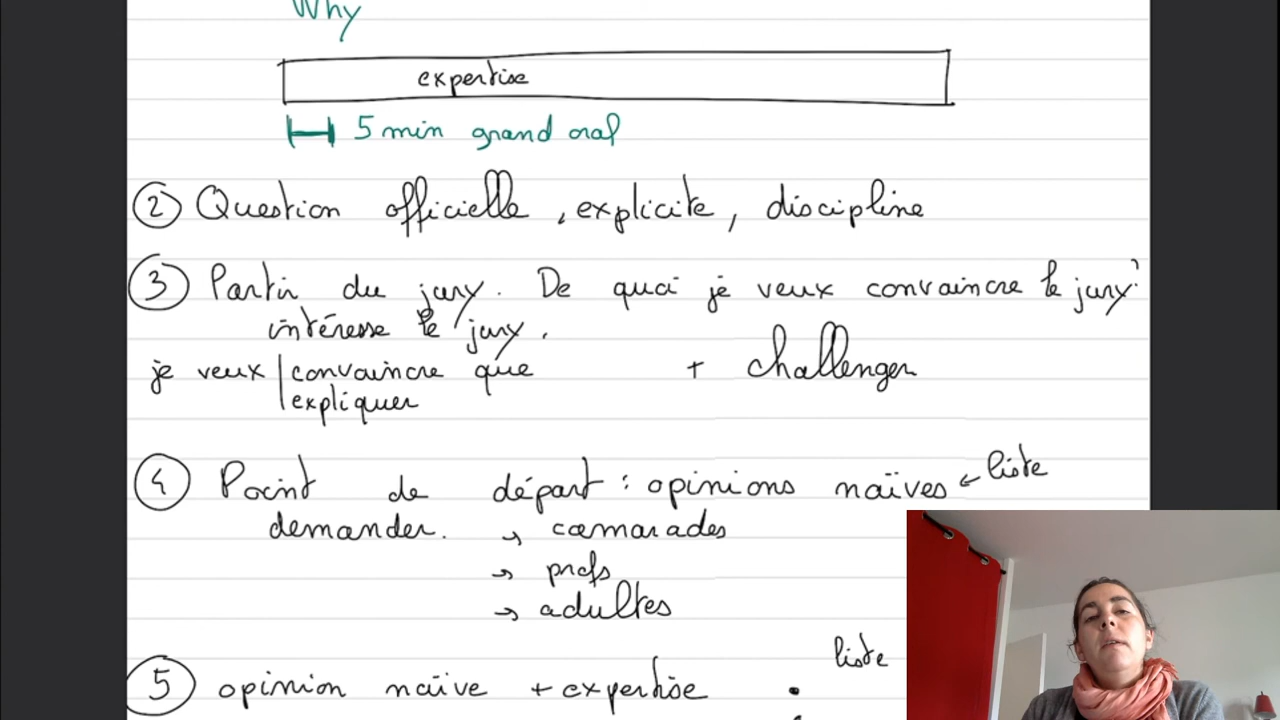 Why
expertise
5 min grand oral
② Question officielle, explicite, discipline
③ Partir du jury. De quoi je veux convaincre le jury?
intéresse le jury.
je veux convaincre que + challenger
expliquer
④ Point de départ : opinions naïves ← liste
demander. → camarades
→ profs
→ adultes
liste
⑤ opinion naïve + expertise •